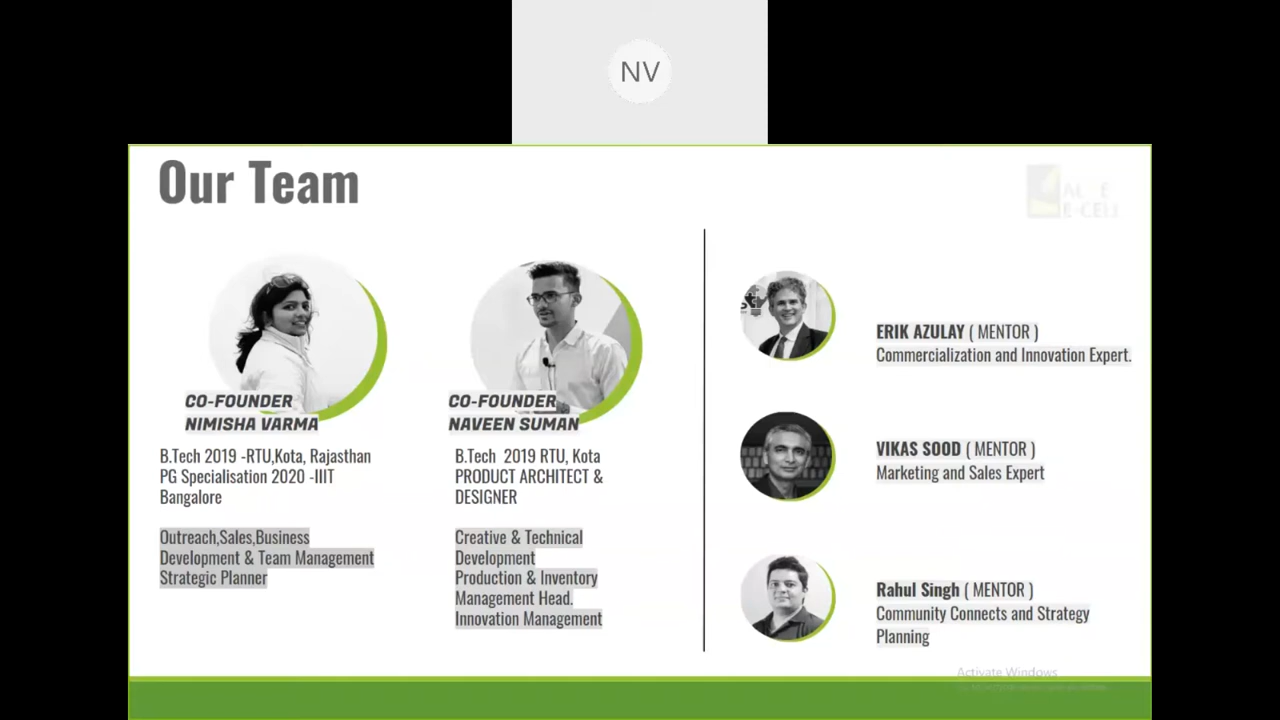 NV
Our Team
CO-FOUNDER
NIMISHA VARMA
B.Tech 2019 -RTU,Kota, Rajasthan
PG Specialisation 2020 -IIIT
Bangalore
Outreach,Sales,Business
Development & Team Management
Strategic Planner
CO-FOUNDER
NAVEEN SUMAN
B.Tech 2019 RTU, Kota
PRODUCT ARCHITECT &
DESIGNER
Creative & Technical
Development
Production & Inventory
Management Head.
Innovation Management
ERIK AZULAY ( MENTOR )
Commercialization and Innovation Expert.
VIKAS SOOD ( MENTOR )
Marketing and Sales Expert
Rahul Singh ( MENTOR )
Community Connects and Strategy
Planning
Activate Windows